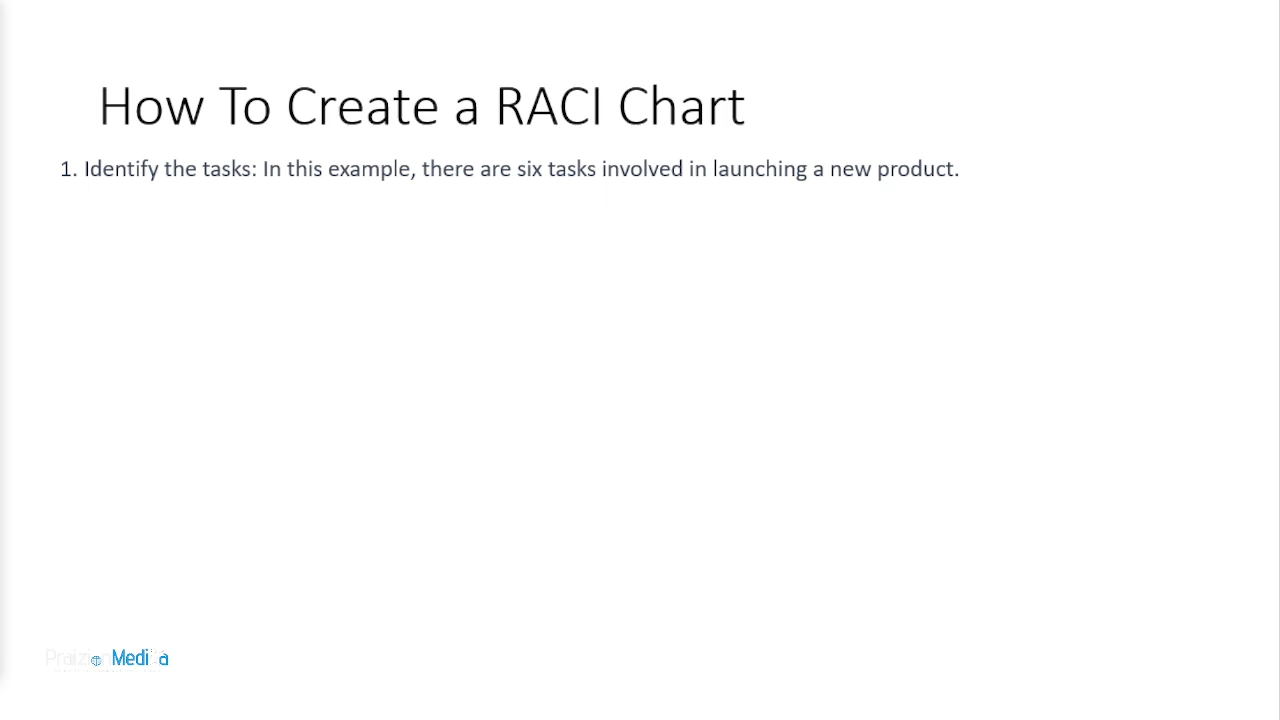 How To Create a RACI Chart
1. Identify the tasks: In this example, there are six tasks involved in launching a new product.